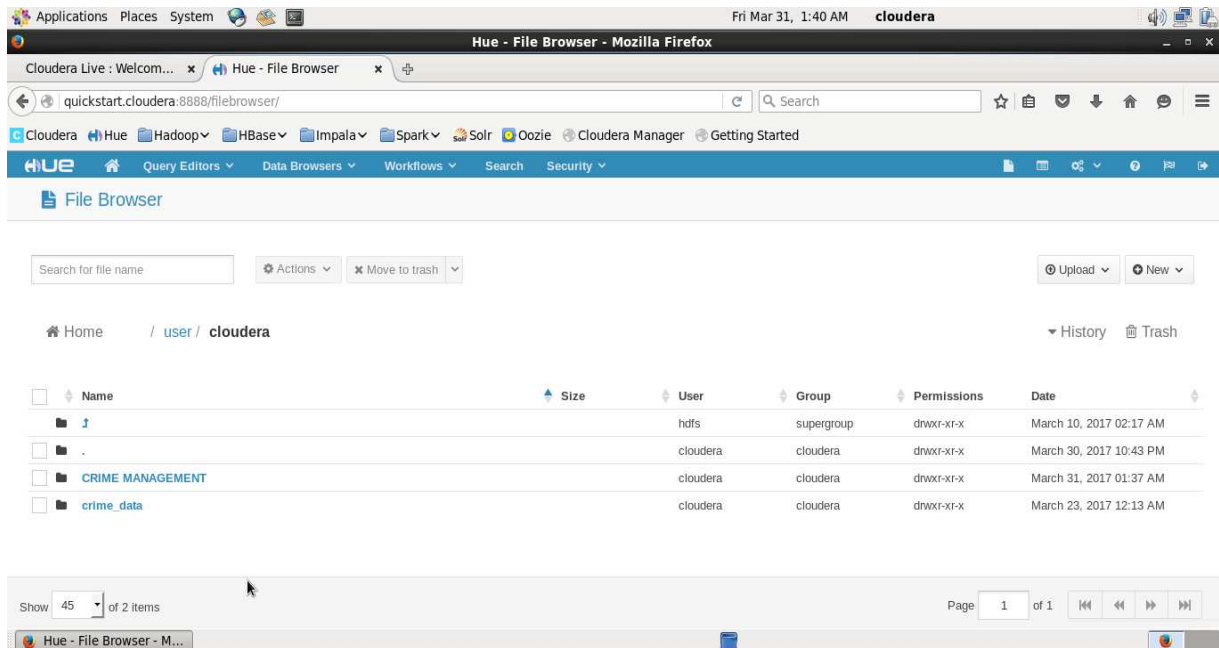 Applications Places System Fri Mar 31, 1:40 AM cloudera
Hue - File Browser - Mozilla Firefox
Cloudera Live : Welcom... Hue - File Browser
quickstart.cloudera:8888/filebrowser/ Search
Cloudera Hue Hadoop HBase Impala Spark Solr Oozie Cloudera Manager Getting Started
HUE Query Editors Data Browsers Workflows Search Security
File Browser
Search for file name Actions Move to trash Upload New
Home / user / cloudera History Trash
Name Size User Group Permissions Date
hdfs supergroup drwxr-xr-x March 10, 2017 02:17 AM
. cloudera cloudera drwxr-xr-x March 30, 2017 10:43 PM
CRIME MANAGEMENT cloudera cloudera drwxr-xr-x March 31, 2017 01:37 AM
crime_data cloudera cloudera drwxr-xr-x March 23, 2017 12:13 AM
Show 45 of 2 items Page 1 of 1
Hue - File Browser - M...